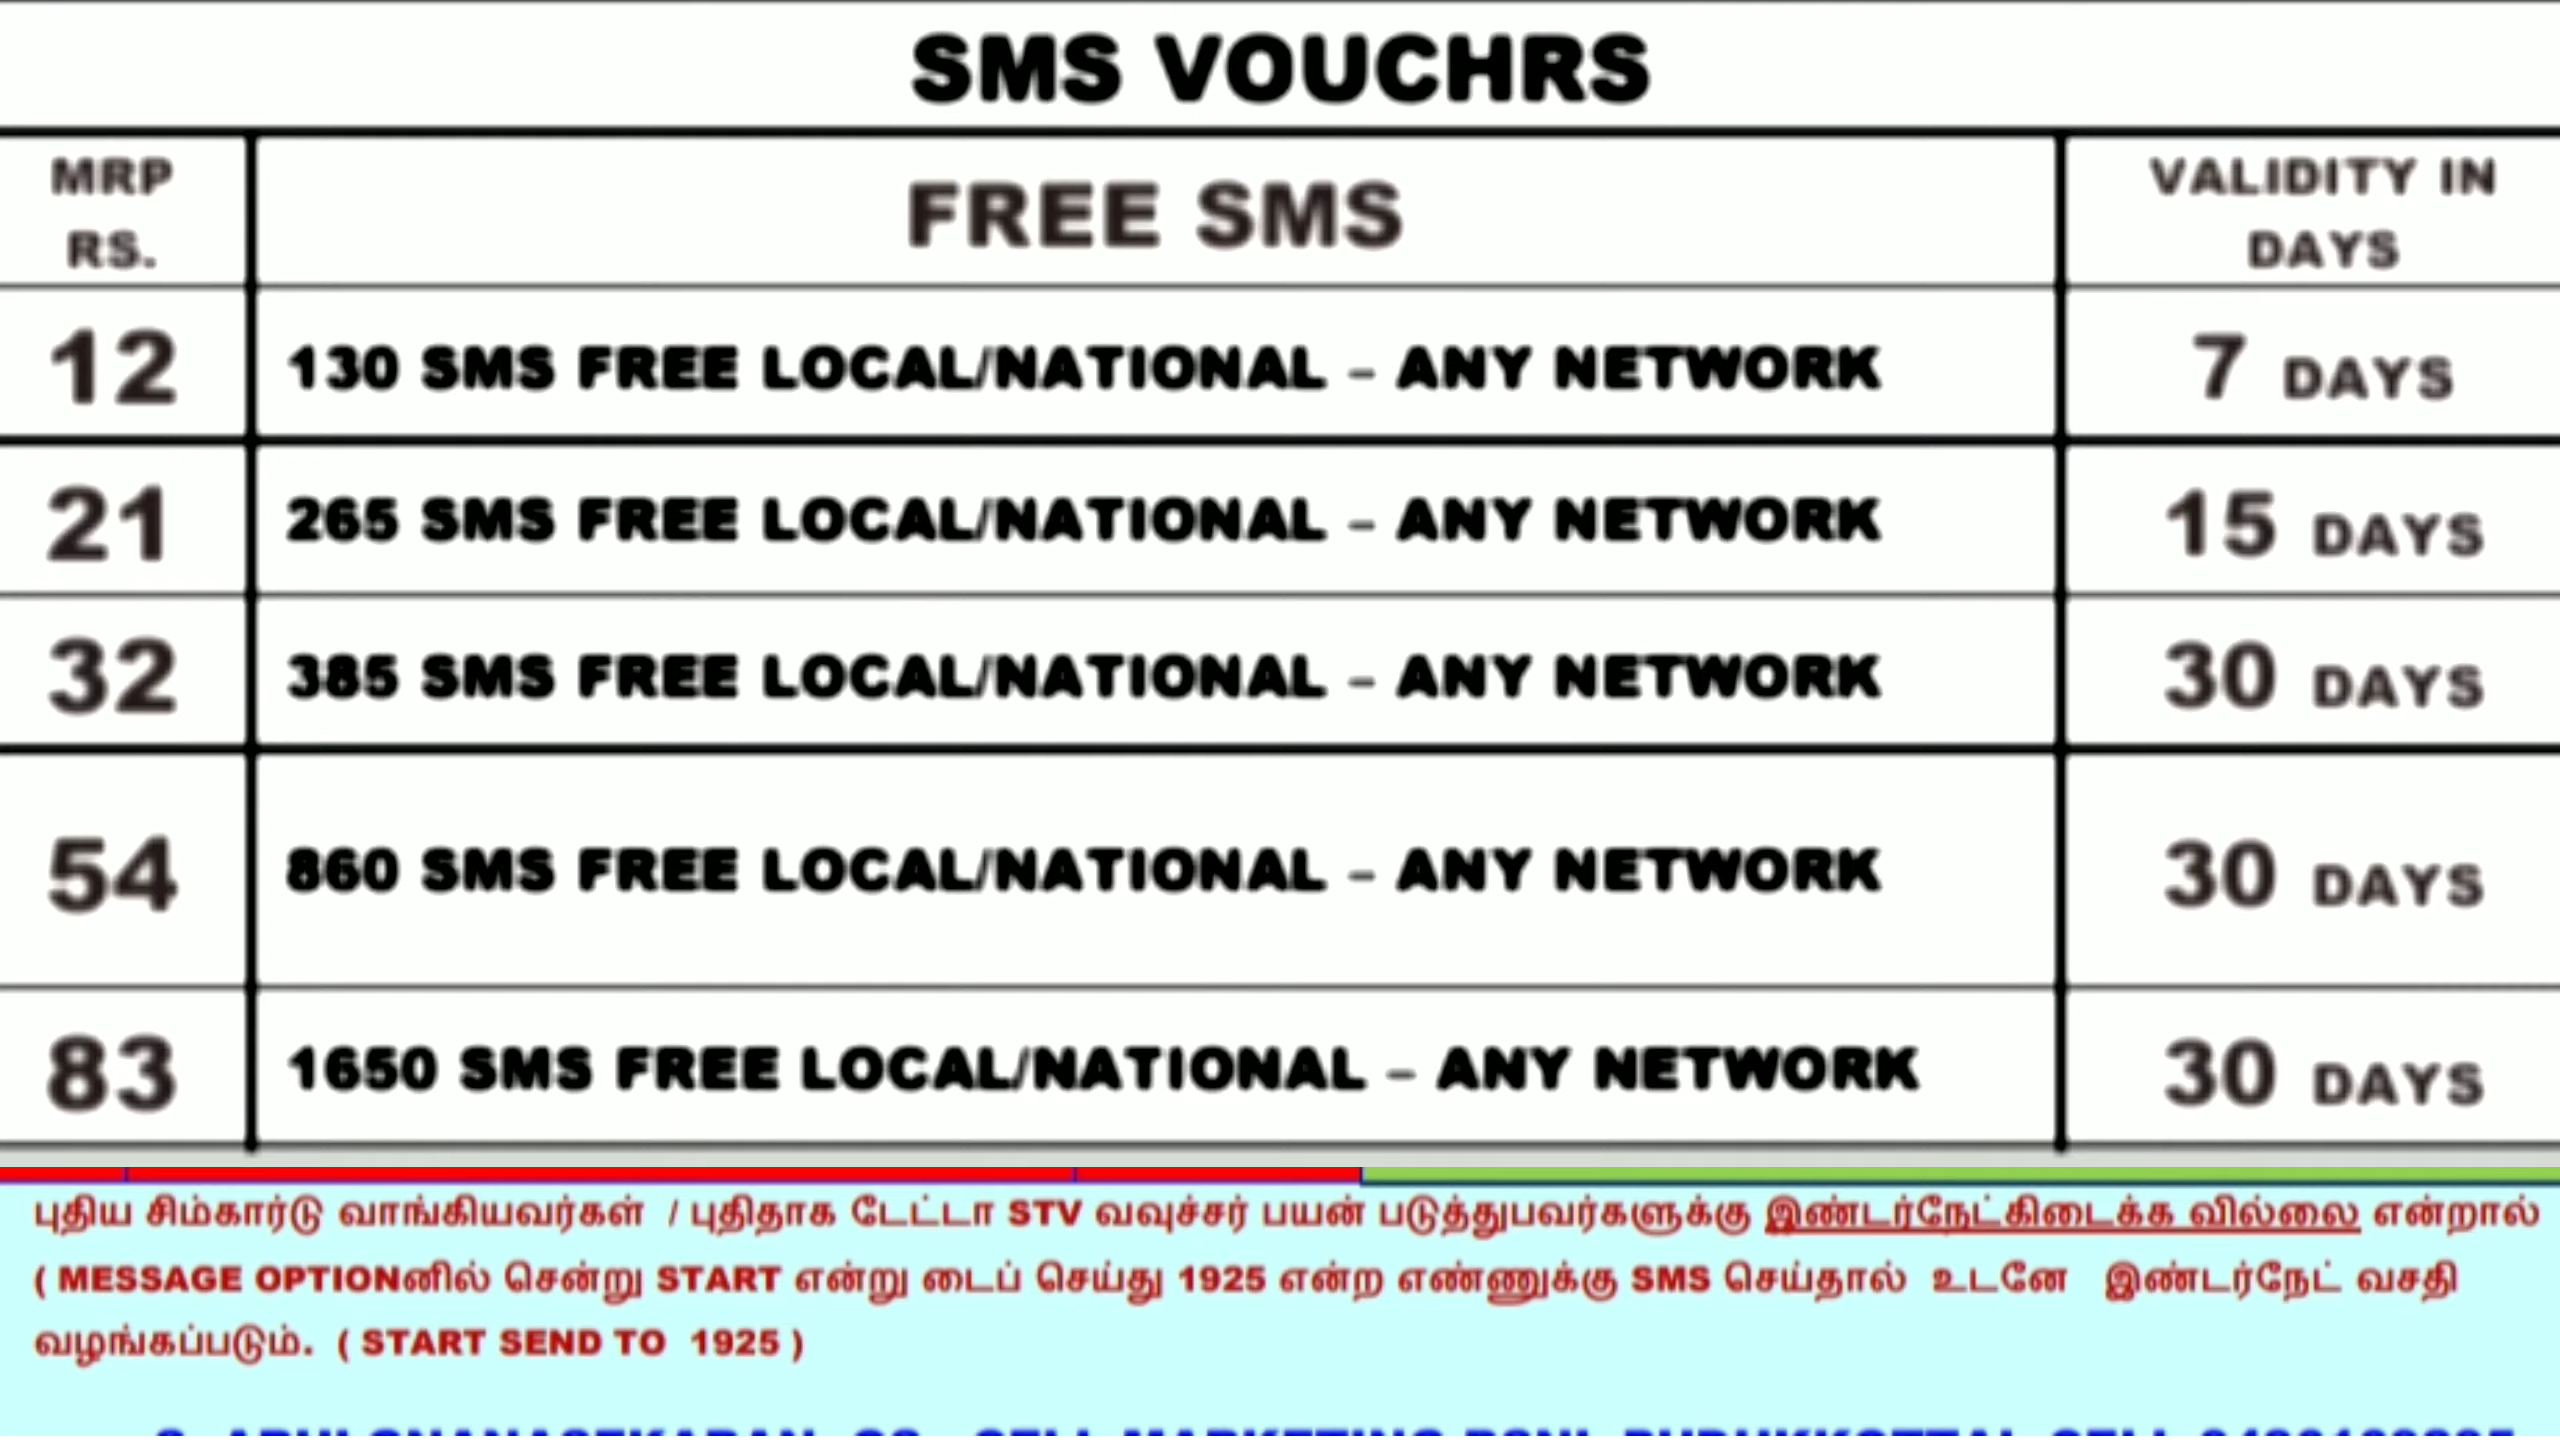 SMS VOUCHRS
MRP RS. FREE SMS VALIDITY IN DAYS
12 130 SMS FREE LOCAL/NATIONAL – ANY NETWORK 7 DAYS
21 265 SMS FREE LOCAL/NATIONAL – ANY NETWORK 15 DAYS
32 385 SMS FREE LOCAL/NATIONAL – ANY NETWORK 30 DAYS
54 860 SMS FREE LOCAL/NATIONAL – ANY NETWORK 30 DAYS
83 1650 SMS FREE LOCAL/NATIONAL – ANY NETWORK 30 DAYS
புதிய சிம்கார்டு வாங்கியவர்கள் / புதிதாக டேட்டா STV வவுச்சர் பயன் படுத்துபவர்களுக்கு இண்டர்நேட்கிடைக்க வில்லை என்றால்
( MESSAGE OPTIONனில் சென்று START என்று டைப் செய்து 1925 என்ற எண்ணுக்கு SMS செய்தால் உடனே இண்டர்நேட் வசதி
வழங்கப்படும். ( START SEND TO 1925 )